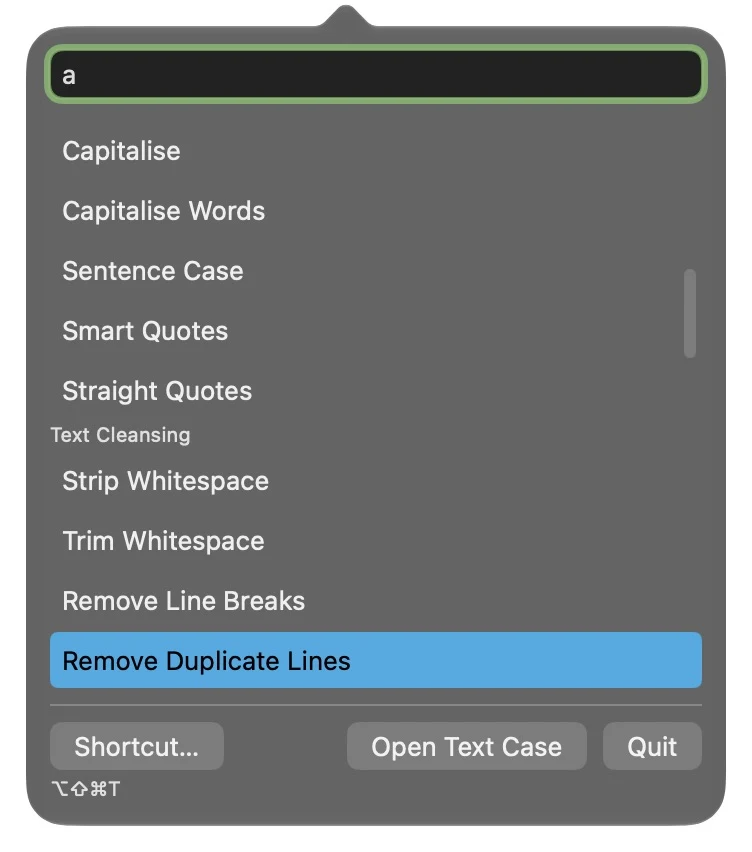 a
Capitalise
Capitalise Words
Sentence Case
Smart Quotes
Straight Quotes
Text Cleansing
Strip Whitespace
Trim Whitespace
Remove Line Breaks
Remove Duplicate Lines
Shortcut... Open Text Case Quit
⌥⇧⌘T